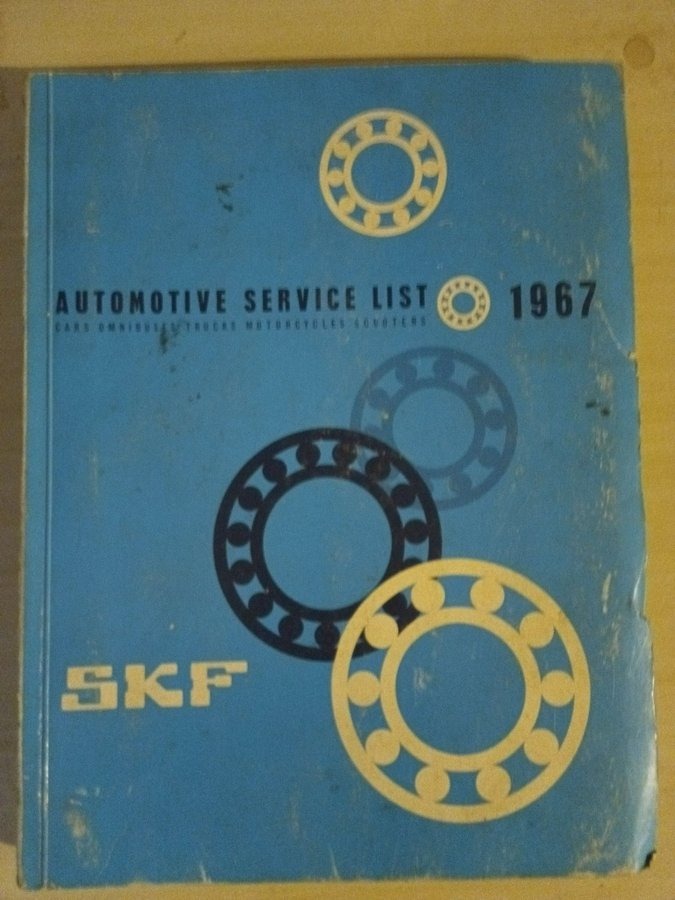 AUTOMOTIVE SERVICE LIST 1967
CARS OMNIBUSES TRUCKS MOTORCYCLES SCOOTERS
SKF